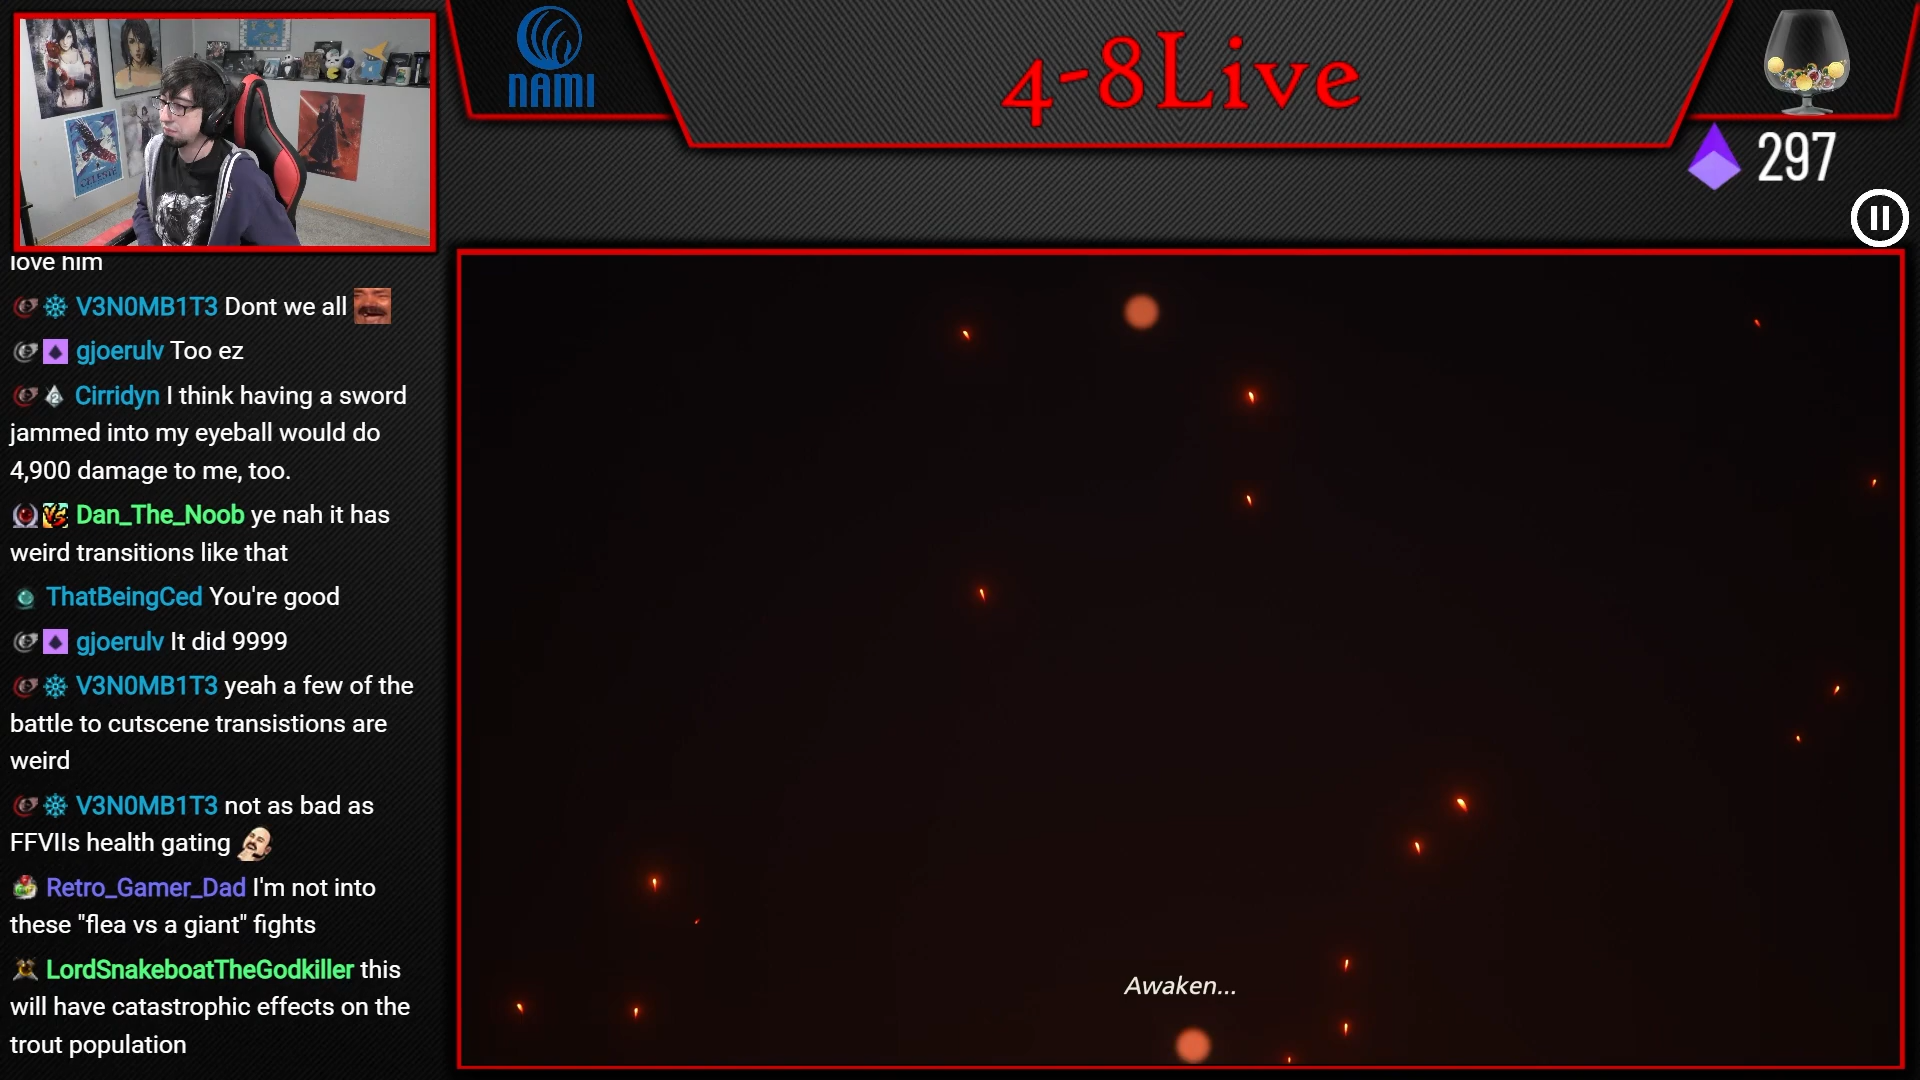 NAMI
4-8Live
297
CELESTE
love him
V3N0MB1T3 Dont we all
gjoerulv Too ez
Cirridyn I think having a sword
jammed into my eyeball would do
4,900 damage to me, too.
Dan_The_Noob ye nah it has
weird transitions like that
ThatBeingCed You're good
gjoerulv It did 9999
V3N0MB1T3 yeah a few of the
battle to cutscene transistions are
weird
V3N0MB1T3 not as bad as
FFVIIs health gating
Retro_Gamer_Dad I'm not into
these "flea vs a giant" fights
LordSnakeboatTheGodkiller this
will have catastrophic effects on the
trout population
Awaken...